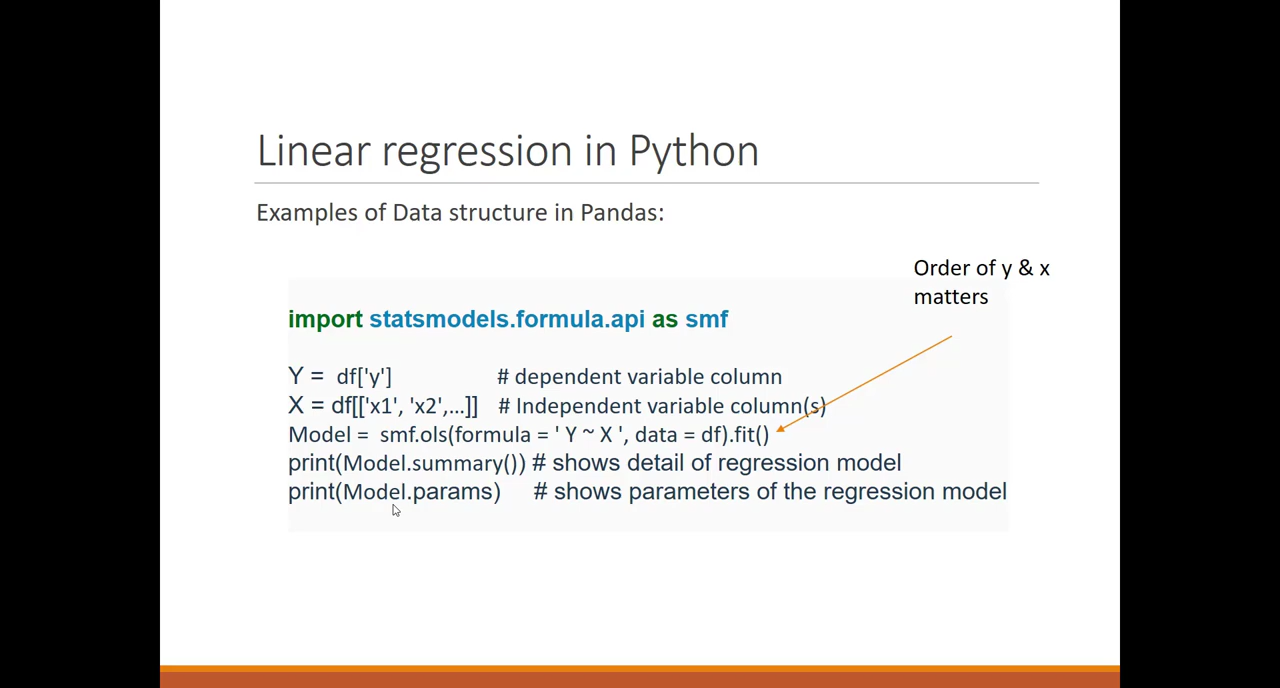 Linear regression in Python
Examples of Data structure in Pandas:
Order of y & x
matters
import statsmodels.formula.api as smf
Y = df['y'] # dependent variable column
X = df[['x1', 'x2',...]] # Independent variable column(s)
Model = smf.ols(formula = ' Y ~ X ', data = df).fit()
print(Model.summary()) # shows detail of regression model
print(Model.params) # shows parameters of the regression model